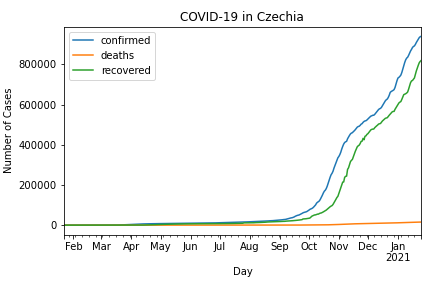 COVID-19 in Czechia
confirmed
deaths
recovered
800000
600000
400000
200000
0
Number of Cases
Feb Mar Apr May Jun Jul Aug Sep Oct Nov Dec Jan
2021
Day